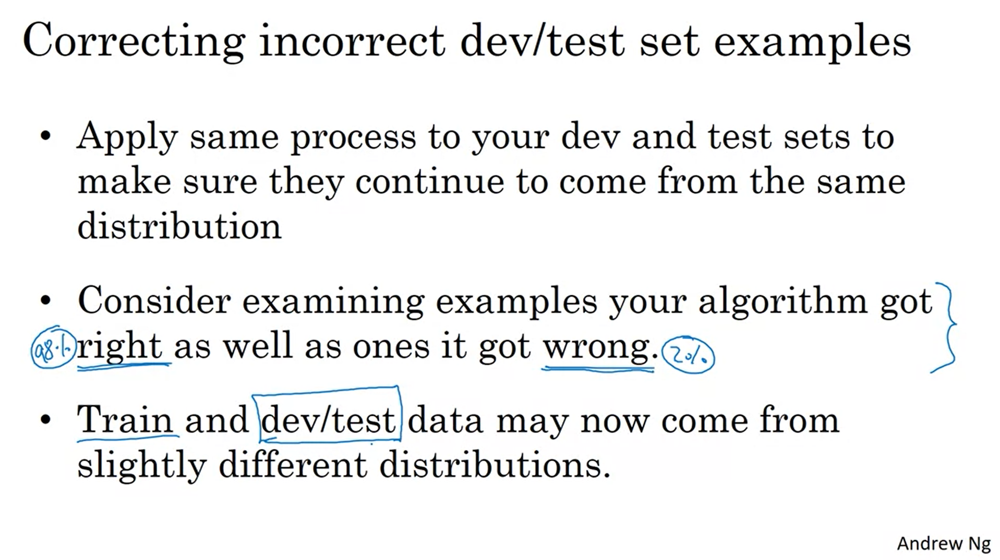 Correcting incorrect dev/test set examples
• Apply same process to your dev and test sets to
make sure they continue to come from the same
distribution
• Consider examining examples your algorithm got
98% right as well as ones it got wrong. 2%
• Train and dev/test data may now come from
slightly different distributions.
Andrew Ng